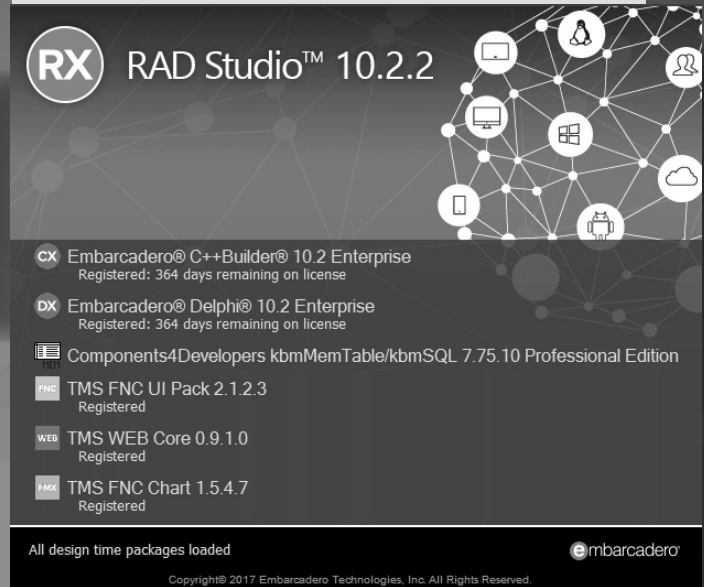 RX RAD Studio™ 10.2.2
CX Embarcadero® C++Builder® 10.2 Enterprise
Registered: 364 days remaining on license
DX Embarcadero® Delphi® 10.2 Enterprise
Registered: 364 days remaining on license
MEM Components4Developers kbmMemTable/kbmSQL 7.75.10 Professional Edition
FNC TMS FNC UI Pack 2.1.2.3
Registered
WEB TMS WEB Core 0.9.1.0
Registered
FMX TMS FNC Chart 1.5.4.7
Registered
All design time packages loaded
embarcadero®
Copyright© 2017 Embarcadero Technologies, Inc. All Rights Reserved.